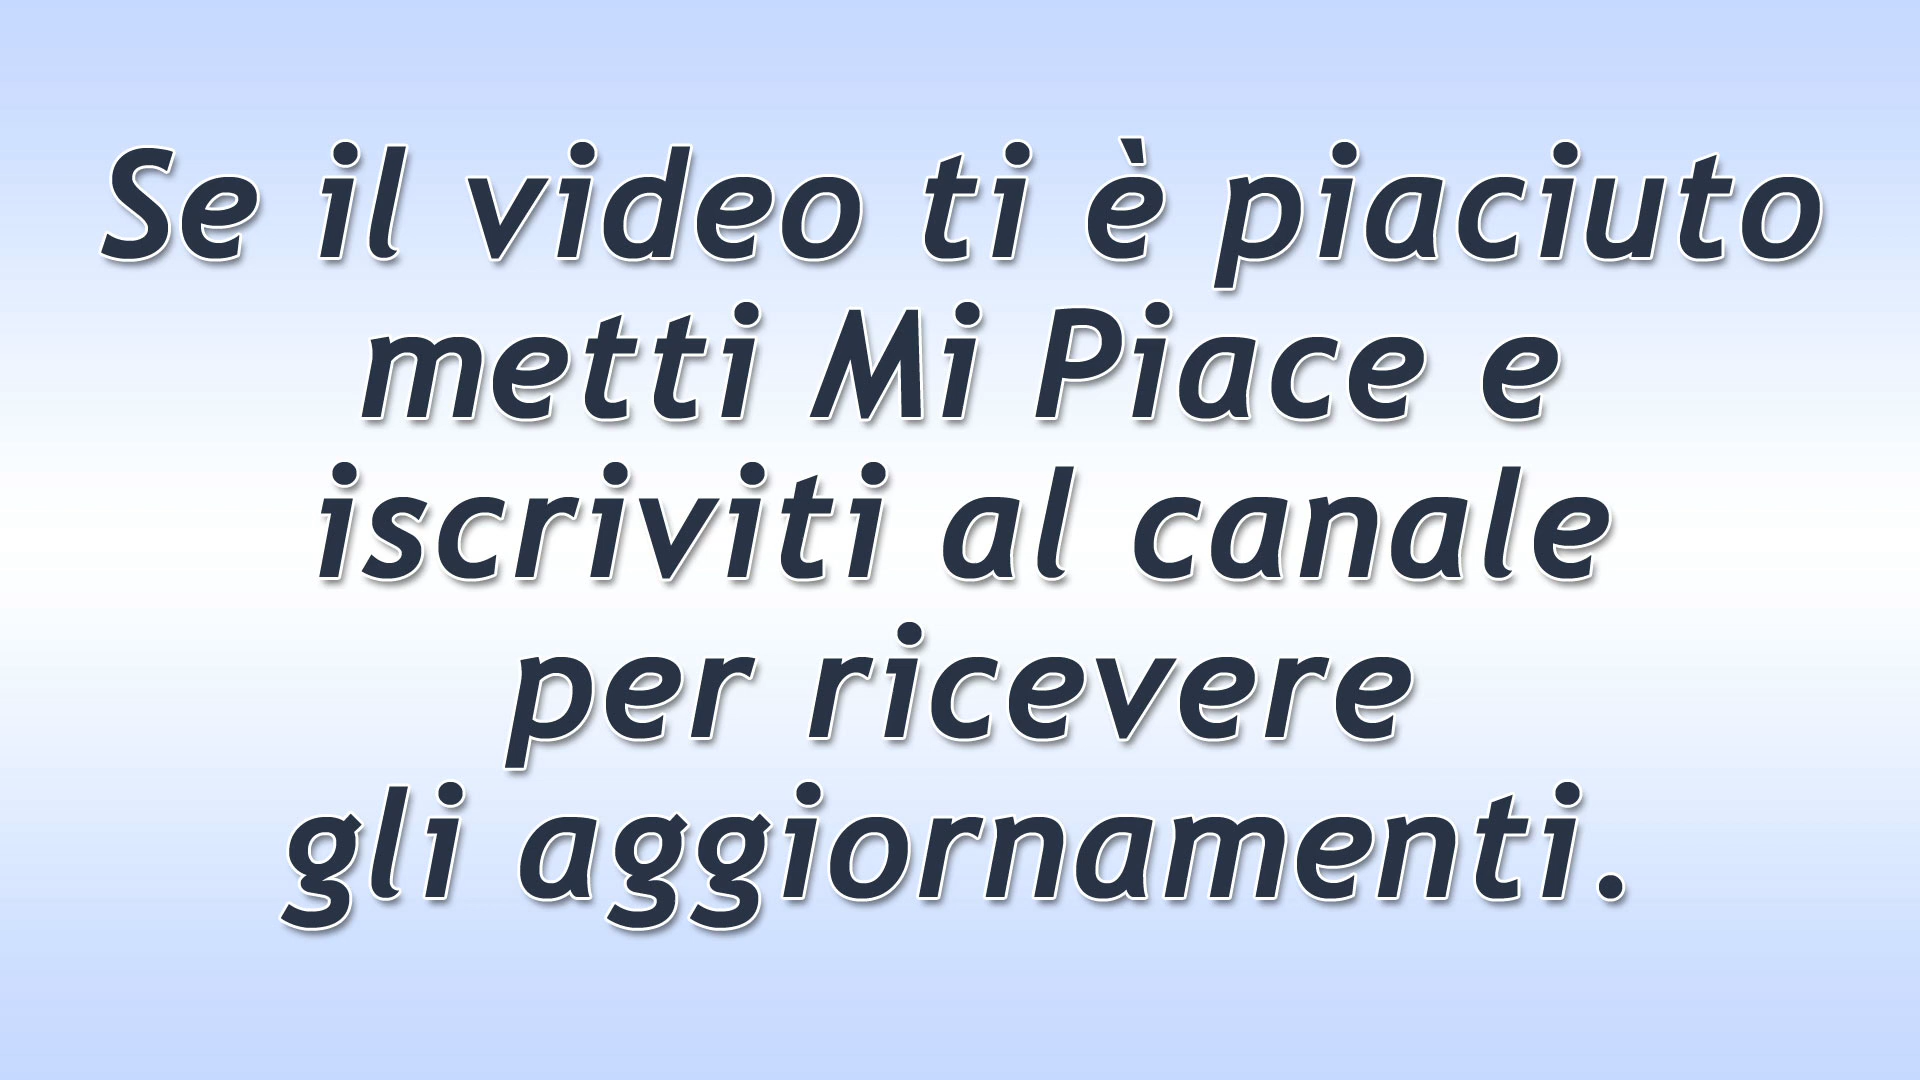 Se il video ti è piaciuto
metti Mi Piace e
iscriviti al canale
per ricevere
gli aggiornamenti.